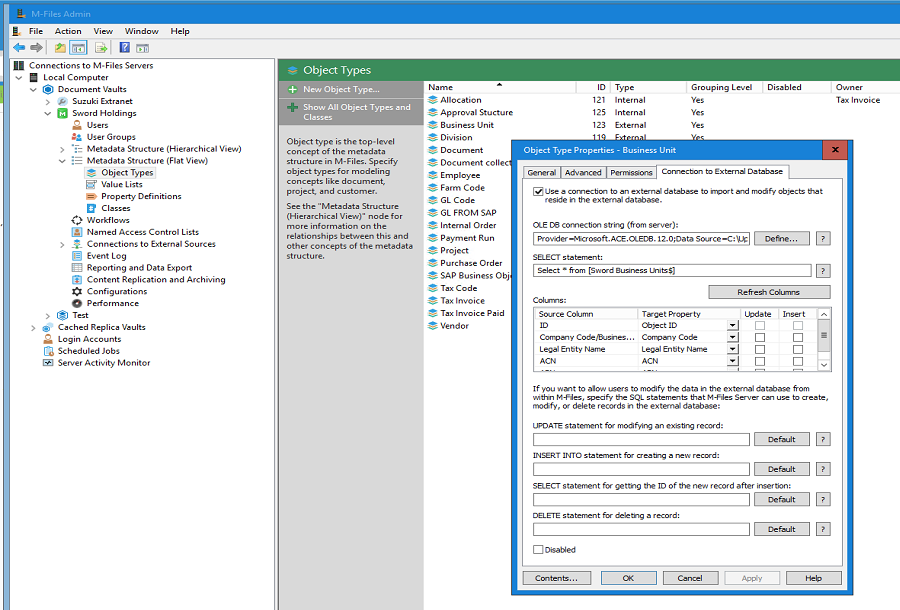 M-Files Admin
File Action View Window Help
Connections to M-Files Servers
Local Computer
Document Vaults
Suzuki Extranet
Sword Holdings
Users
User Groups
Metadata Structure (Hierarchical View)
Metadata Structure (Flat View)
Object Types
Value Lists
Property Definitions
Classes
Workflows
Named Access Control Lists
Connections to External Sources
Event Log
Reporting and Data Export
Content Replication and Archiving
Configurations
Performance
Test
Cached Replica Vaults
Login Accounts
Scheduled Jobs
Server Activity Monitor
Object Types
New Object Type...
Show All Object Types and
Classes
Object type is the top-level
concept of the metadata
structure in M-Files. Specify
object types for modeling
concepts like document,
project, and customer.
See the "Metadata Structure
(Hierarchical View)" node for
more information on the
relationships between this and
other concepts of the metadata
structure.
Name ID Type Grouping Level Disabled Owner
Allocation 121 Internal Yes Tax Invoice
Approval Stucture 125 Internal Yes
Business Unit 123 External Yes
Division 119 External Yes
Document
Document collect
Employee
Farm Code
GL Code
GL FROM SAP
Internal Order
Payment Run
Project
Purchase Order
SAP Business Obj
Tax Code
Tax Invoice
Tax Invoice Paid
Vendor
Object Type Properties - Business Unit
General Advanced Permissions Connection to External Database
Use a connection to an external database to import and modify objects that
reside in the external database.
OLE DB connection string (from server):
Provider=Microsoft.ACE.OLEDB.12.0;Data Source=C:\Up Define... ?
SELECT statement:
Select * from [Sword Business Units$] ?
Refresh Columns
Columns:
Source Column Target Property Update Insert
ID Object ID
Company Code/Busines... Company Code
Legal Entity Name Legal Entity Name
ACN ACN
If you want to allow users to modify the data in the external database from
within M-Files, specify the SQL statements that M-Files Server can use to create,
modify, or delete records in the external database:
UPDATE statement for modifying an existing record:
Default ?
INSERT INTO statement for creating a new record:
Default ?
SELECT statement for getting the ID of the new record after insertion:
Default ?
DELETE statement for deleting a record:
Default ?
Disabled
Contents... OK Cancel Apply Help